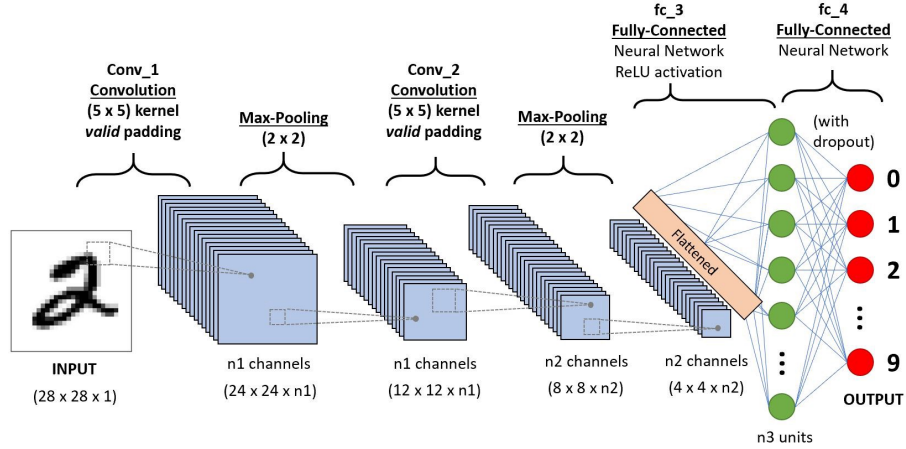 fc_3
Fully-Connected
Neural Network
ReLU activation
fc_4
Fully-Connected
Neural Network
Conv_1
Convolution
(5 x 5) kernel
valid padding
Max-Pooling
(2 x 2)
Conv_2
Convolution
(5 x 5) kernel
valid padding
Max-Pooling
(2 x 2)
(with
dropout)
0
1
2
9
Flattened
INPUT
(28 x 28 x 1)
n1 channels
(24 x 24 x n1)
n1 channels
(12 x 12 x n1)
n2 channels
(8 x 8 x n2)
n2 channels
(4 x 4 x n2)
OUTPUT
n3 units
2